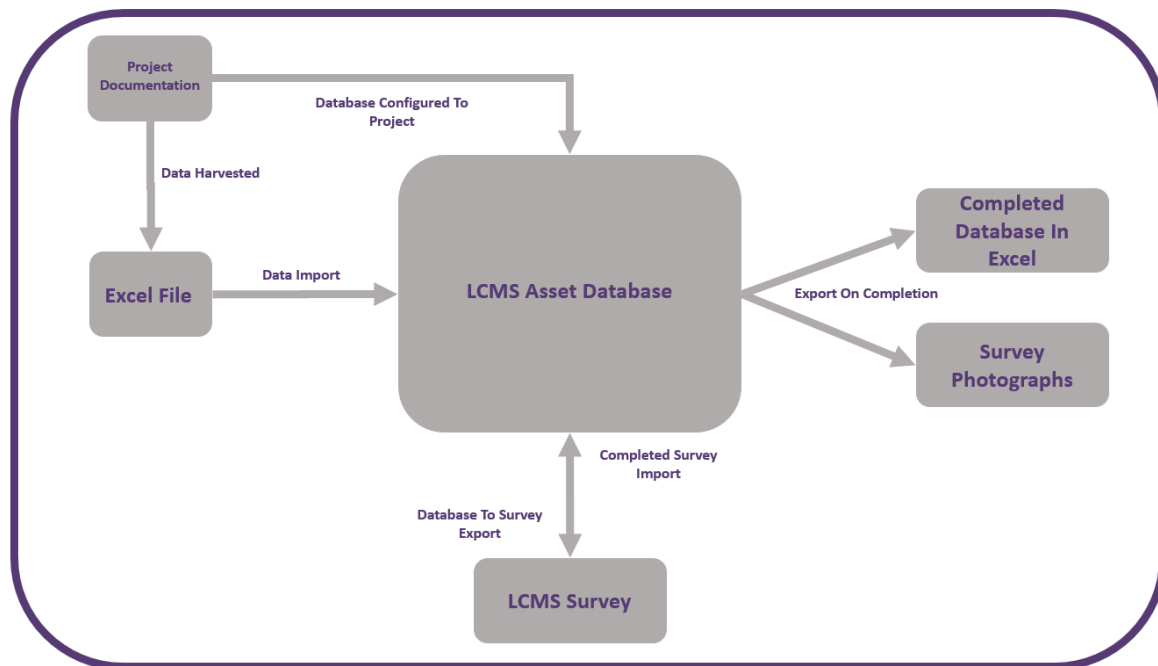 Project
Documentation
Database Configured To
Project
Data Harvested
Excel File
Data Import
LCMS Asset Database
Completed
Database In
Excel
Export On Completion
Survey
Photographs
Completed Survey
Import
Database To Survey
Export
LCMS Survey